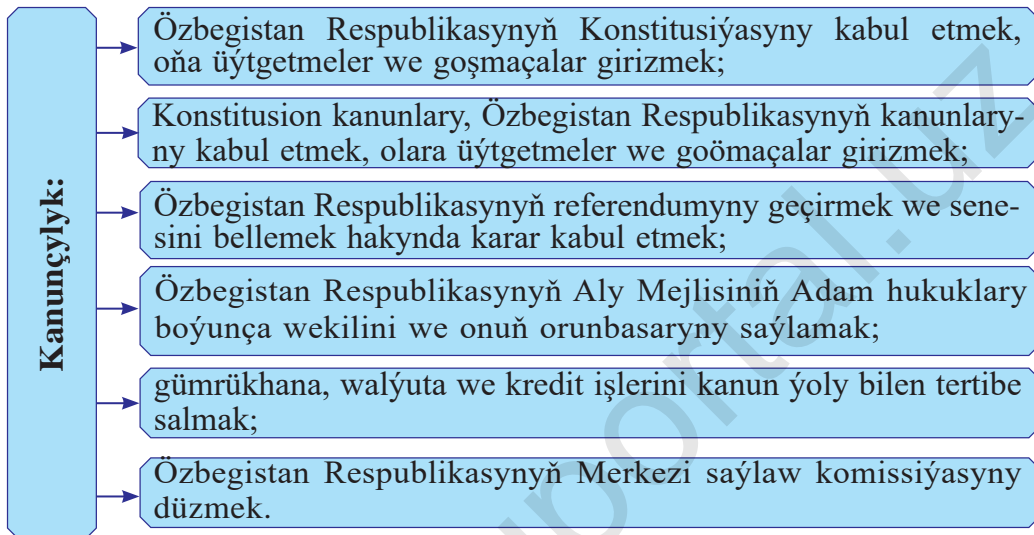 Kanunçylyk:
Özbegistan Respublikasynyň Konstitusiýasyny kabul etmek,
oňa üýtgetmeler we goşmaçalar girizmek;
Konstitusion kanunlary, Özbegistan Respublikasynyň kanunlary-
ny kabul etmek, olara üýtgetmeler we goömaçalar girizmek;
Özbegistan Respublikasynyň referendumyny geçirmek we sene-
sini bellemek hakynda karar kabul etmek;
Özbegistan Respublikasynyň Aly Mejlisiniň Adam hukuklary
boýunça wekilini we onuň orunbasaryny saýlamak;
gümrükhana, walýuta we kredit işlerini kanun ýoly bilen tertibe
salmak;
Özbegistan Respublikasynyň Merkezi saýlaw komissiýasyny
düzmek.
portal.uz